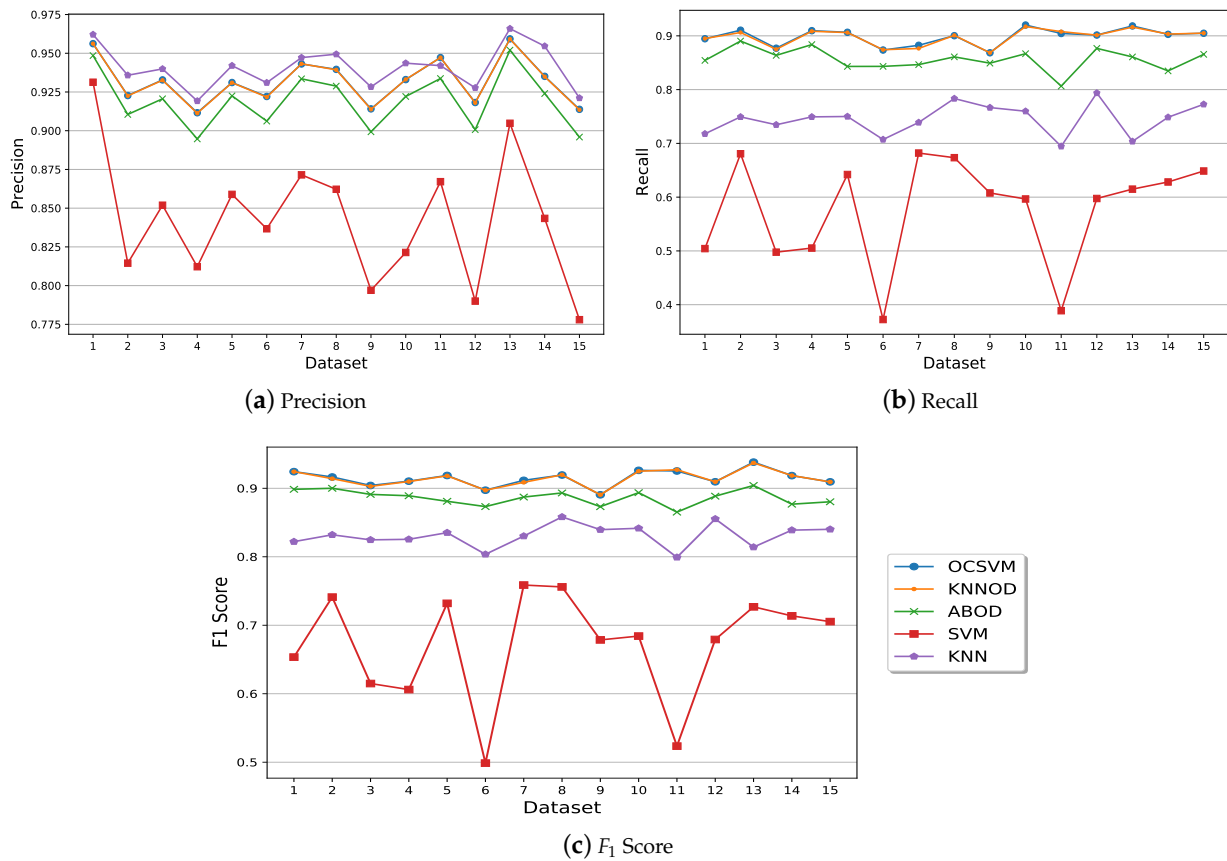 0.975
0.950
0.925
0.900
0.875
0.850
0.825
0.800
0.775
Precision
1 2 3 4 5 6 7 8 9 10 11 12 13 14 15
Dataset
(a) Precision
0.9
0.8
0.7
0.6
0.5
0.4
Recall
1 2 3 4 5 6 7 8 9 10 11 12 13 14 15
Dataset
(b) Recall
0.9
0.8
0.7
0.6
0.5
F1 Score
1 2 3 4 5 6 7 8 9 10 11 12 13 14 15
Dataset
OCSVM
KNNOD
ABOD
SVM
KNN
(c) F₁ Score